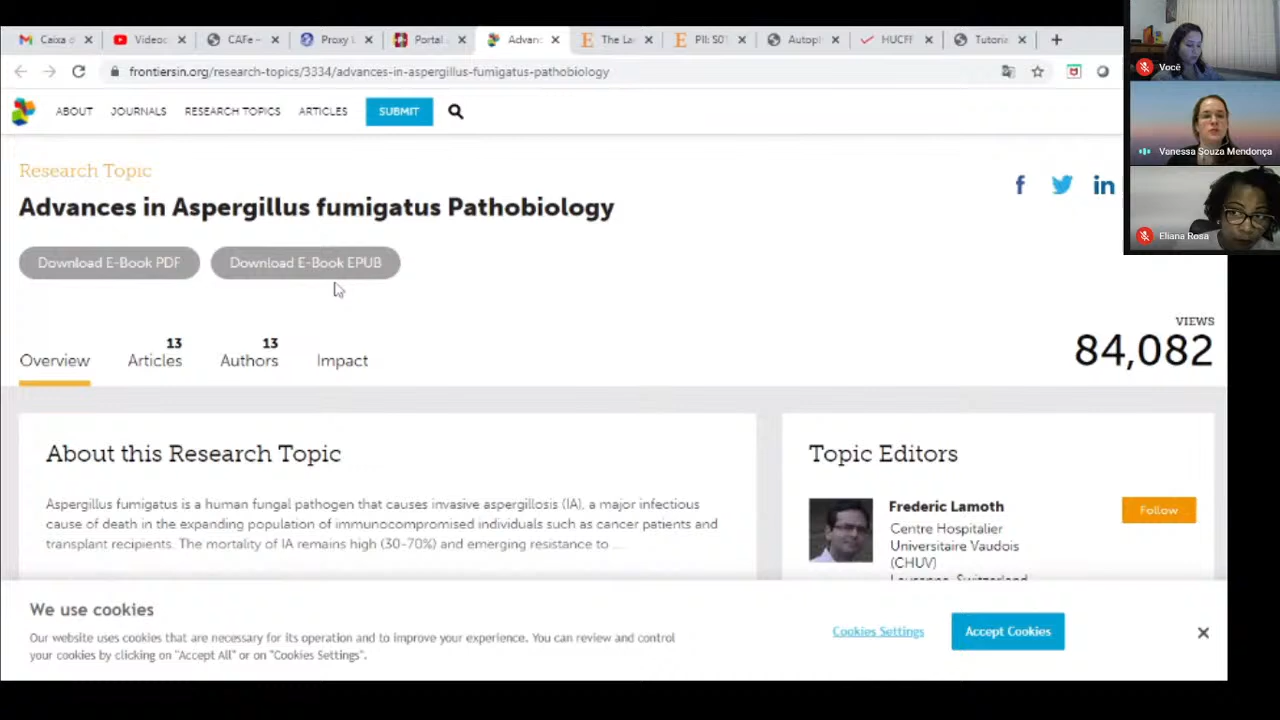 Caixa d
Videoc
CAFe –
Proxy L
Portal
Advanc
The La
PII: S01
Autoph
HUCFF
Tutoria
frontiersin.org/research-topics/3334/advances-in-aspergillus-fumigatus-pathobiology
ABOUT JOURNALS RESEARCH TOPICS ARTICLES SUBMIT
Você
Vanessa Souza Mendonça
Eliana Rosa
Research Topic
Advances in Aspergillus fumigatus Pathobiology
Download E-Book PDF Download E-Book EPUB
VIEWS
84,082
13 13
Overview Articles Authors Impact
About this Research Topic
Aspergillus fumigatus is a human fungal pathogen that causes invasive aspergillosis (IA), a major infectious
cause of death in the expanding population of immunocompromised individuals such as cancer patients and
transplant recipients. The mortality of IA remains high (30-70%) and emerging resistance to ...
Topic Editors
Frederic Lamoth
Follow
Centre Hospitalier
Universitaire Vaudois
(CHUV)
Lausanne, Switzerland
We use cookies
Our website uses cookies that are necessary for its operation and to improve your experience. You can review and control
your cookies by clicking on "Accept All" or on "Cookies Settings".
Cookies Settings Accept Cookies